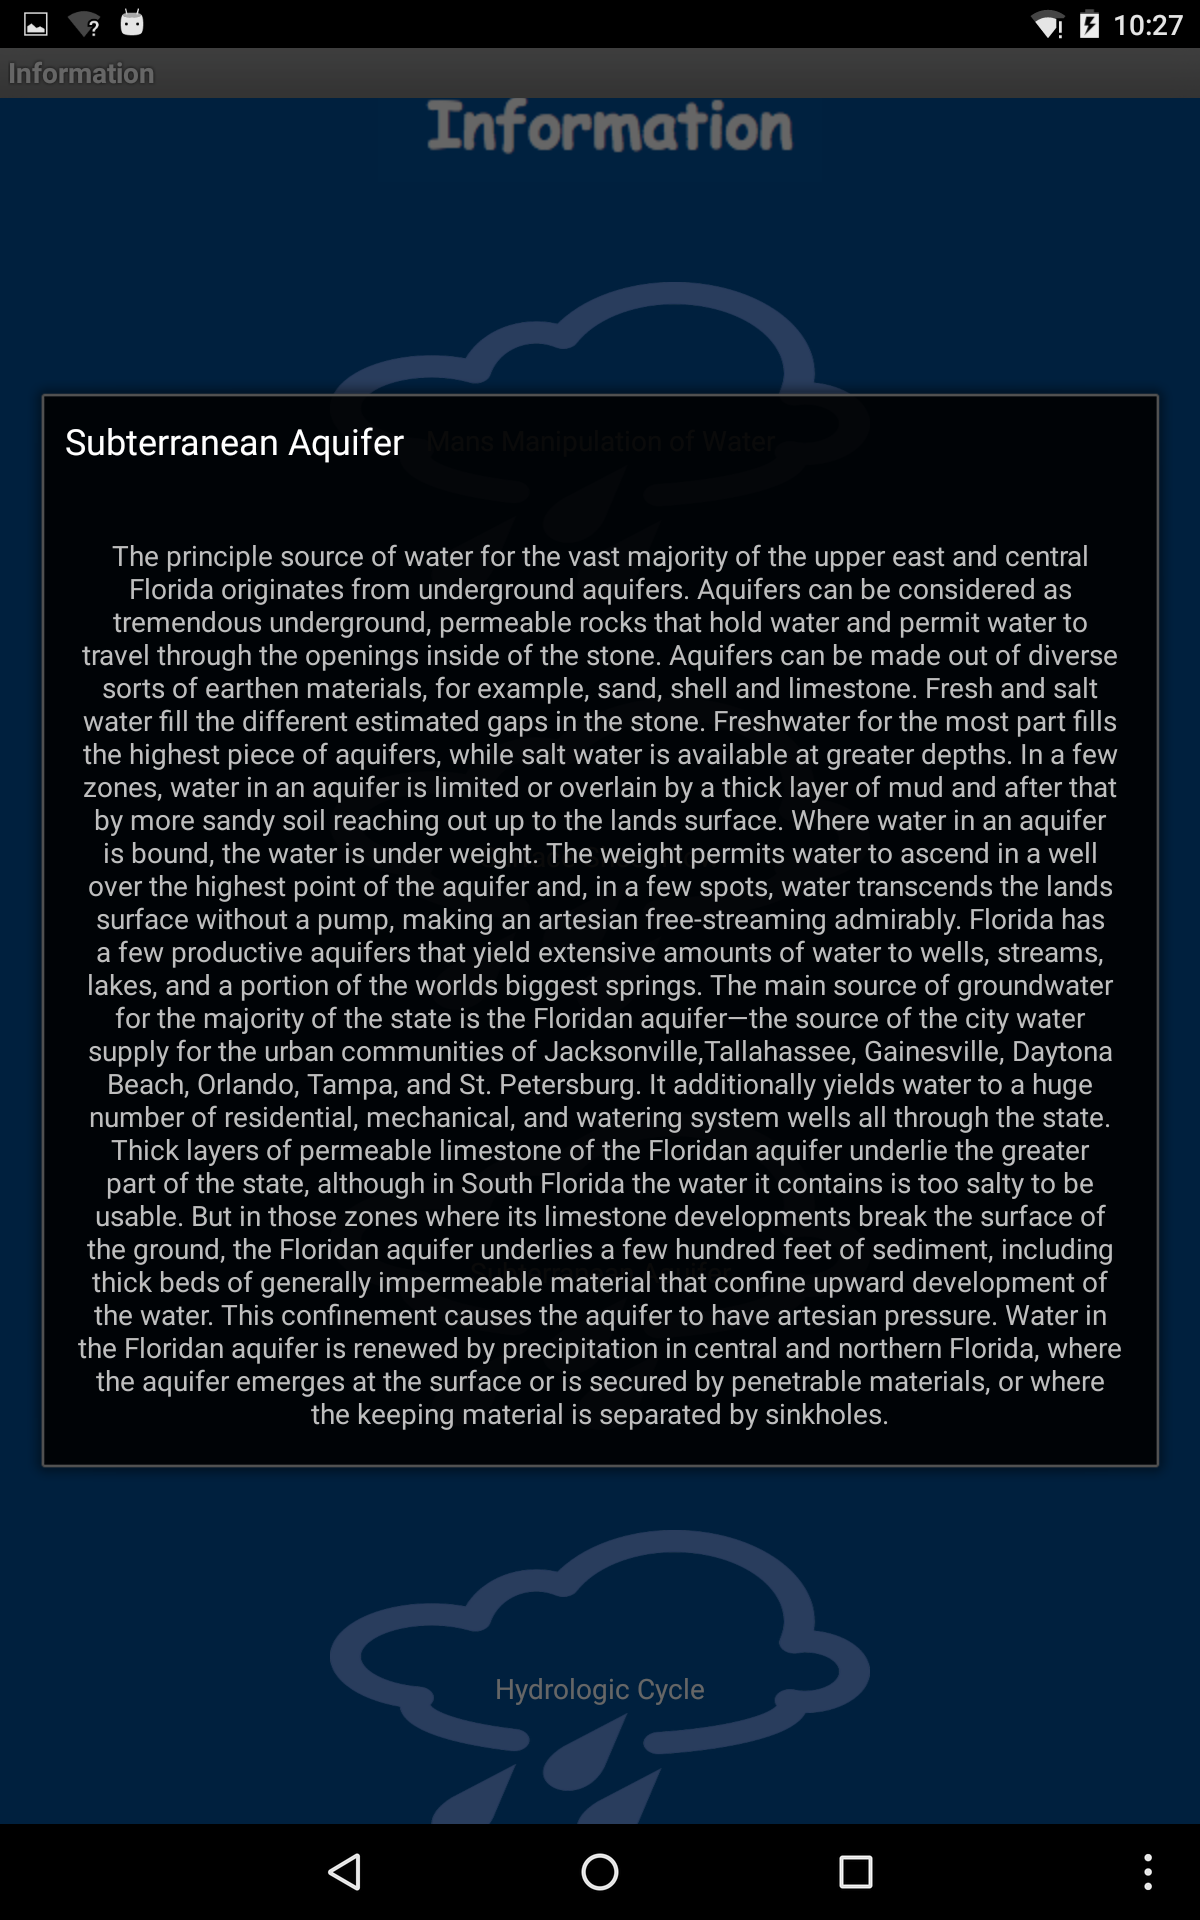 10:27
Information
Information
Mans Manipulation of Water
Subterranean Aquifer
The principle source of water for the vast majority of the upper east and central
Florida originates from underground aquifers. Aquifers can be considered as
tremendous underground, permeable rocks that hold water and permit water to
travel through the openings inside of the stone. Aquifers can be made out of diverse
sorts of earthen materials, for example, sand, shell and limestone. Fresh and salt
water fill the different estimated gaps in the stone. Freshwater for the most part fills
the highest piece of aquifers, while salt water is available at greater depths. In a few
zones, water in an aquifer is limited or overlain by a thick layer of mud and after that
by more sandy soil reaching out up to the lands surface. Where water in an aquifer
is bound, the water is under weight. The weight permits water to ascend in a well
over the highest point of the aquifer and, in a few spots, water transcends the lands
surface without a pump, making an artesian free-streaming admirably. Florida has
a few productive aquifers that yield extensive amounts of water to wells, streams,
lakes, and a portion of the worlds biggest springs. The main source of groundwater
for the majority of the state is the Floridan aquifer—the source of the city water
supply for the urban communities of Jacksonville,Tallahassee, Gainesville, Daytona
Beach, Orlando, Tampa, and St. Petersburg. It additionally yields water to a huge
number of residential, mechanical, and watering system wells all through the state.
Thick layers of permeable limestone of the Floridan aquifer underlie the greater
part of the state, although in South Florida the water it contains is too salty to be
usable. But in those zones where its limestone developments break the surface of
the ground, the Floridan aquifer underlies a few hundred feet of sediment, including
thick beds of generally impermeable material that confine upward development of
the water. This confinement causes the aquifer to have artesian pressure. Water in
the Floridan aquifer is renewed by precipitation in central and northern Florida, where
the aquifer emerges at the surface or is secured by penetrable materials, or where
the keeping material is separated by sinkholes.
Subterranean Aquifer
Hydrologic Cycle